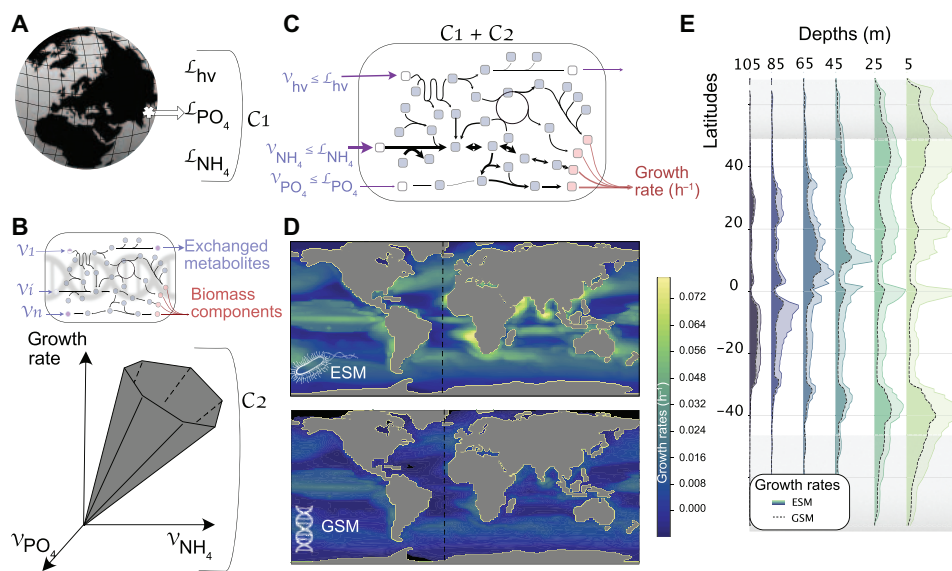 A
ℒhν
ℒPO4
ℒNH4
C1
B
𝒱1
𝒱i
𝒱n
Exchanged
metabolites
Biomass
components
Growth
rate
𝒱PO4
𝒱NH4
C2
C
C1 + C2
𝒱hν ≤ ℒhν
𝒱NH4 ≤ ℒNH4
𝒱PO4 ≤ ℒPO4
Growth
rate (h⁻¹)
D
ESM
GSM
Growth rates (h⁻¹)
0.072
0.064
0.056
0.048
0.040
0.032
0.024
0.016
0.008
0.000
E
Depths (m)
105 85 65 45 25 5
Latitudes
40
20
0
−20
−40
Growth rates
ESM
GSM